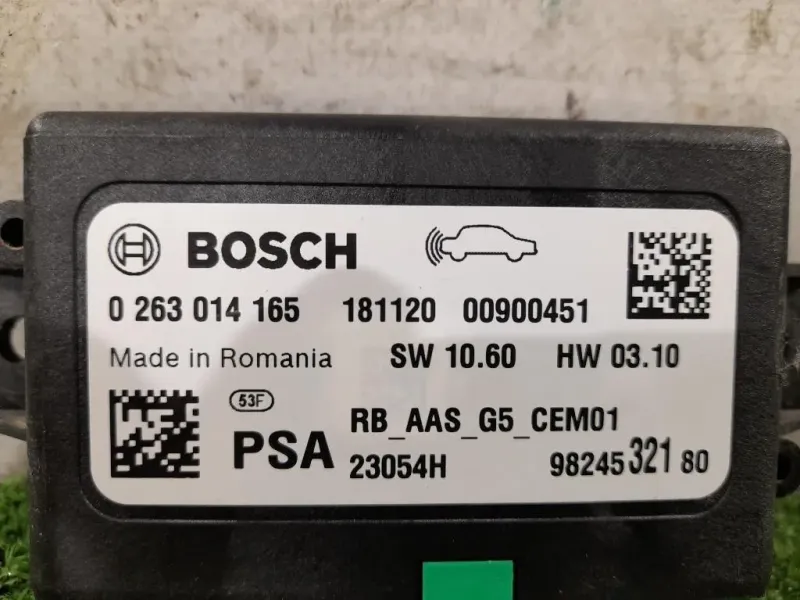 BOSCH
0 263 014 165 181120 00900451
Made in Romania SW 10.60 HW 03.10
53F
PSA RB_AAS_G5_CEM01
23054H 98245 321 80